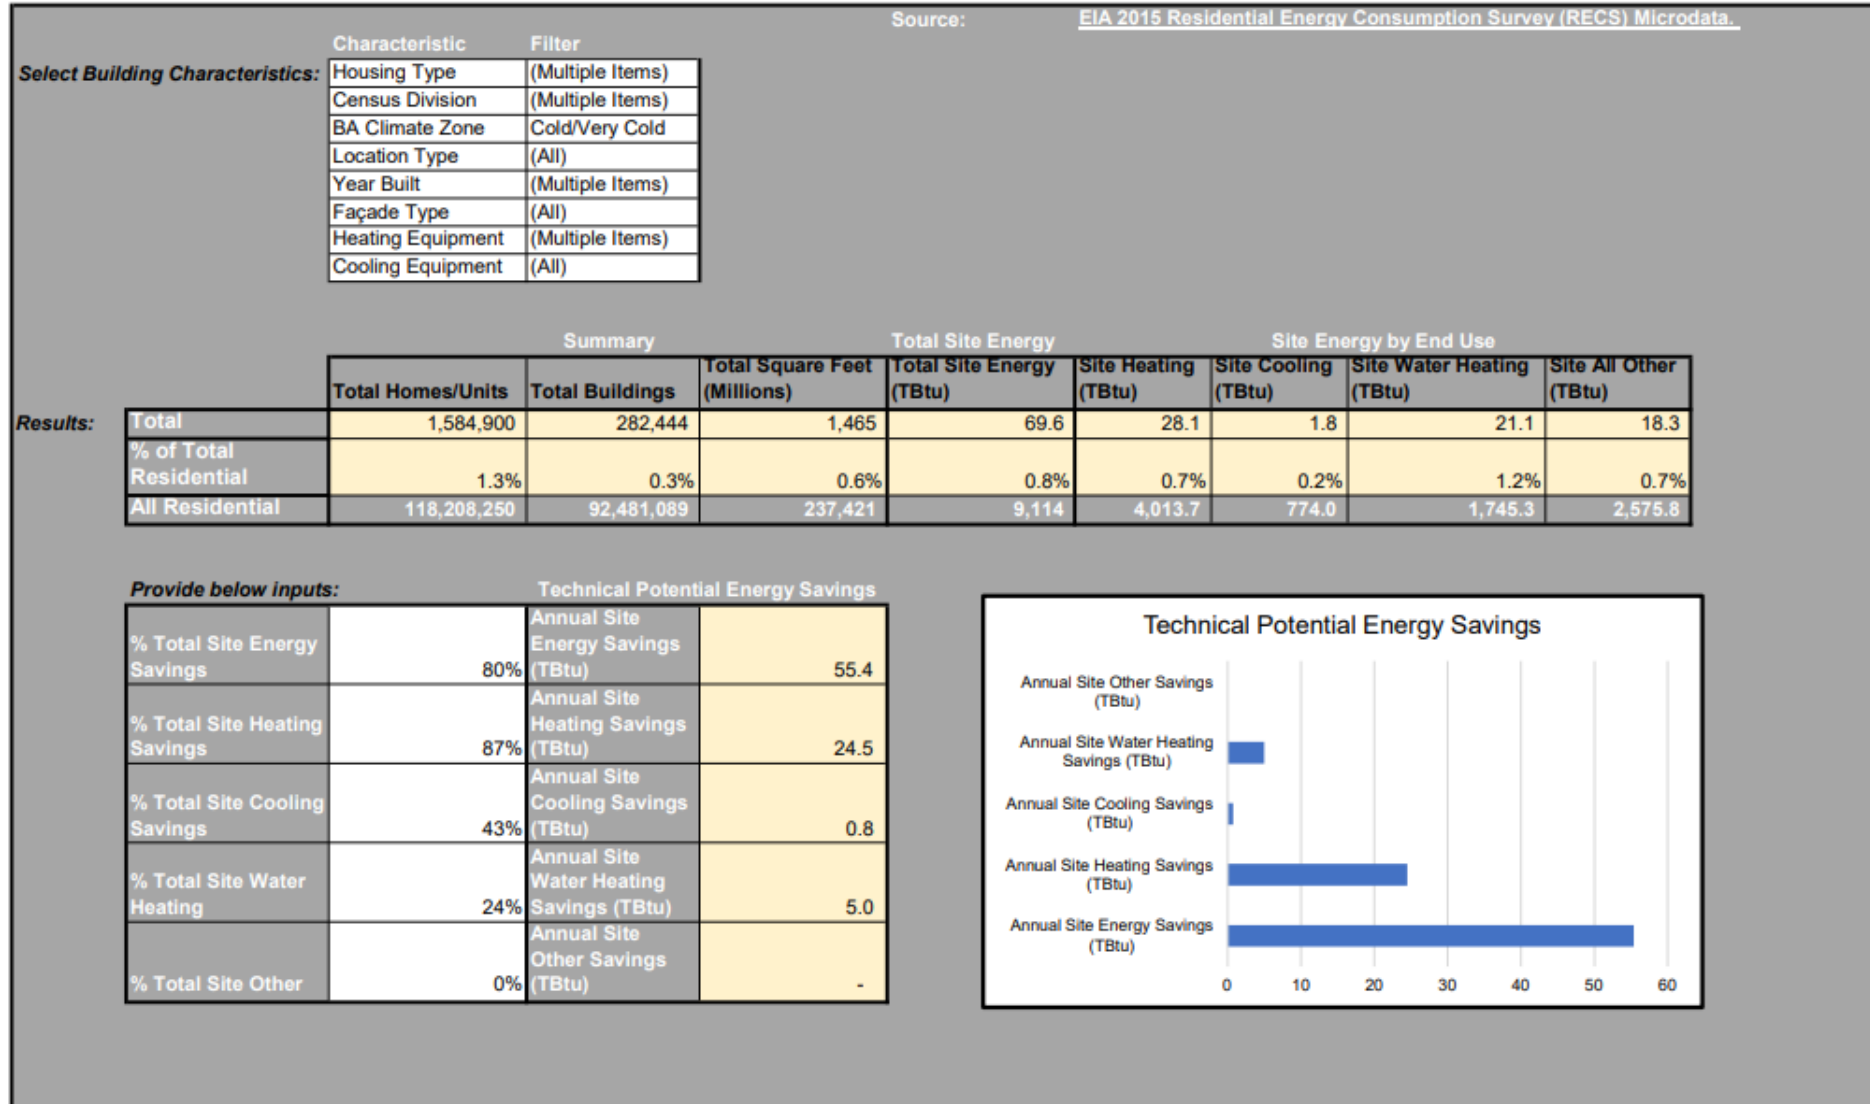 Source: EIA 2015 Residential Energy Consumption Survey (RECS) Microdata.
Characteristic Filter
Select Building Characteristics: Housing Type (Multiple Items)
Census Division (Multiple Items)
BA Climate Zone Cold/Very Cold
Location Type (All)
Year Built (Multiple Items)
Façade Type (All)
Heating Equipment (Multiple Items)
Cooling Equipment (All)
Summary Total Site Energy Site Energy by End Use
Total Square Feet Total Site Energy Site Heating Site Cooling Site Water Heating Site All Other
Total Homes/Units Total Buildings (Millions) (TBtu) (TBtu) (TBtu) (TBtu) (TBtu)
Results: Total 1,584,900 282,444 1,465 69.6 28.1 1.8 21.1 18.3
% of Total
Residential 1.3% 0.3% 0.6% 0.8% 0.7% 0.2% 1.2% 0.7%
All Residential 118,208,250 92,481,089 237,421 9,114 4,013.7 774.0 1,745.3 2,575.8
Provide below inputs: Technical Potential Energy Savings
Annual Site
% Total Site Energy Energy Savings
Savings 80% (TBtu) 55.4
Annual Site
% Total Site Heating Heating Savings
Savings 87% (TBtu) 24.5
Annual Site
% Total Site Cooling Cooling Savings
Savings 43% (TBtu) 0.8
Annual Site
% Total Site Water Water Heating
Heating 24% Savings (TBtu) 5.0
Annual Site
Other Savings
% Total Site Other 0% (TBtu) -
Technical Potential Energy Savings
Annual Site Other Savings
(TBtu)
Annual Site Water Heating
Savings (TBtu)
Annual Site Cooling Savings
(TBtu)
Annual Site Heating Savings
(TBtu)
Annual Site Energy Savings
(TBtu)
0 10 20 30 40 50 60